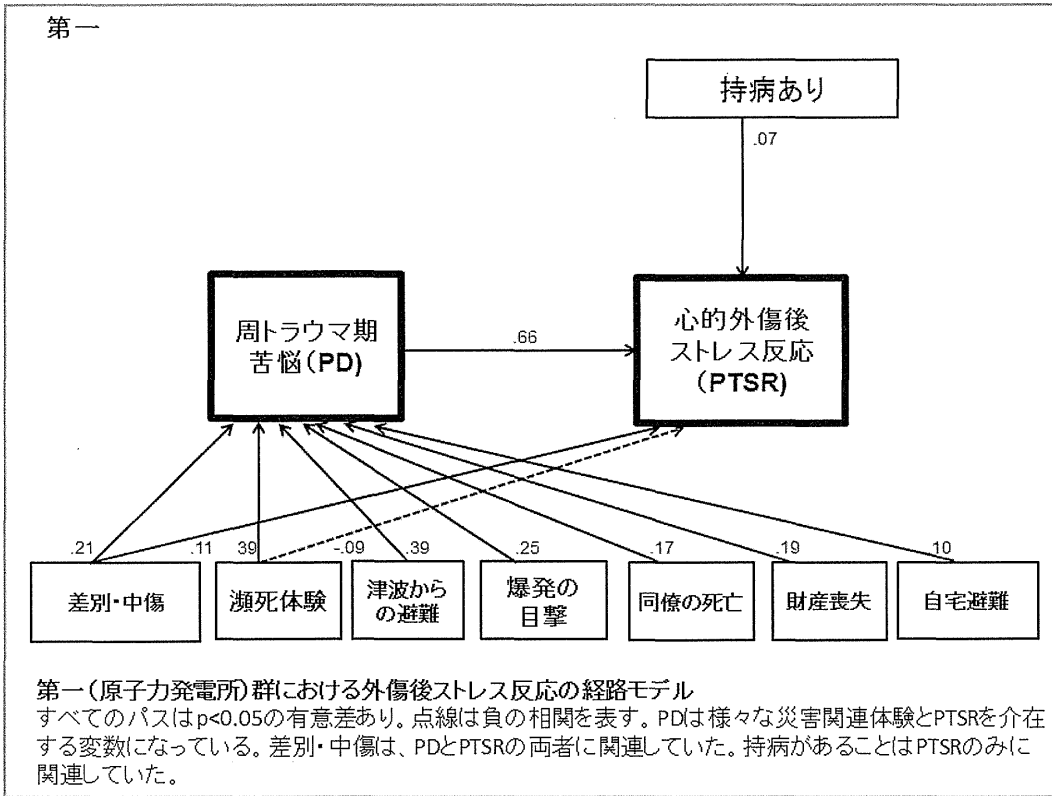 第一
持病あり
.07
周トラウマ期
苦悩(PD)
.66
心的外傷後
ストレス反応
(PTSR)
.21
.11
39
-.09
.39
.25
.17
.19
.10
差別・中傷
瀕死体験
津波から
の避難
爆発の
目撃
同僚の死亡
財産喪失
自宅避難
第一(原子力発電所)群における外傷後ストレス反応の経路モデル
すべてのパスはp<0.05の有意差あり。点線は負の相関を表す。PDは様々な災害関連体験とPTSRを介在
する変数になっている。差別・中傷は、PDとPTSRの両者に関連していた。持病があることはPTSRのみに
関連していた。